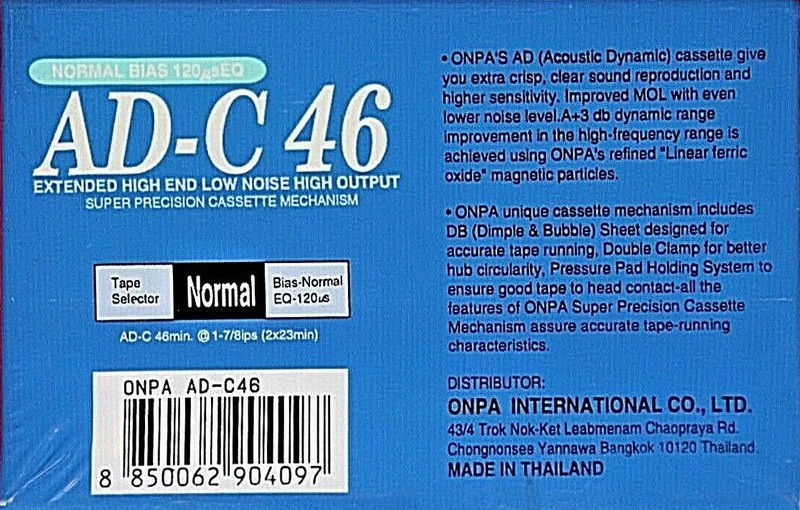 NORMAL BIAS 120µsEQ
AD-C 46
EXTENDED HIGH END LOW NOISE HIGH OUTPUT
SUPER PRECISION CASSETTE MECHANISM
Tape
Selector
Normal
Bias-Normal
EQ-120us
AD-C 46min. @1-7/8ips (2x23min)
ONPA AD-C46
8 850062 904097
• ONPA'S AD (Acoustic Dynamic) cassette give
you extra crisp, clear sound reproduction and
higher sensitivity. Improved MOL with even
lower noise level.A+3 db dynamic range
improvement in the high-frequency range is
achieved using ONPA's refined "Linear ferric
oxide" magnetic particles.
• ONPA unique cassette mechanism includes
DB (Dimple & Bubble) Sheet designed for
accurate tape running, Double Clamp for better
hub circularity, Pressure Pad Holding System to
ensure good tape to head contact-all the
features of ONPA Super Precision Cassette
Mechanism assure accurate tape-running
characteristics.
DISTRIBUTOR:
ONPA INTERNATIONAL CO., LTD.
43/4 Trok Nok-Ket Leabmenam Chaopraya Rd.
Chongnonsee Yannawa Bangkok 10120 Thailand.
MADE IN THAILAND